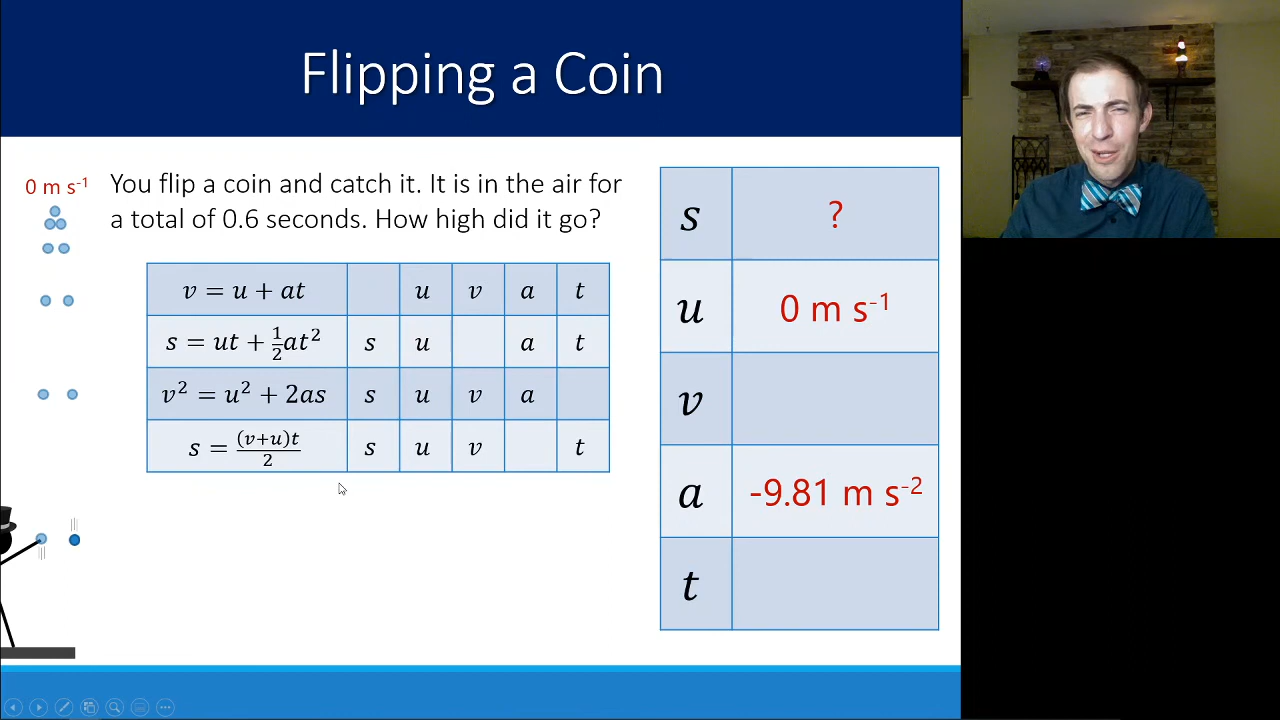 Flipping a Coin
0 m s⁻¹
You flip a coin and catch it. It is in the air for
a total of 0.6 seconds. How high did it go?
v = u + at u v a t
s = ut + ½at² s u a t
v² = u² + 2as s u v a
s = (v+u)t/2 s u v t
s ?
u 0 m s⁻¹
v
a -9.81 m s⁻²
t